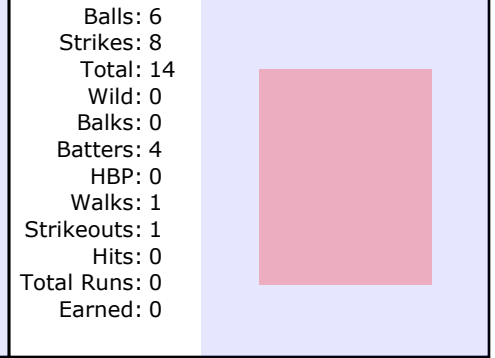 Balls: 6
Strikes: 8
Total: 14
Wild: 0
Balks: 0
Batters: 4
HBP: 0
Walks: 1
Strikeouts: 1
Hits: 0
Total Runs: 0
Earned: 0